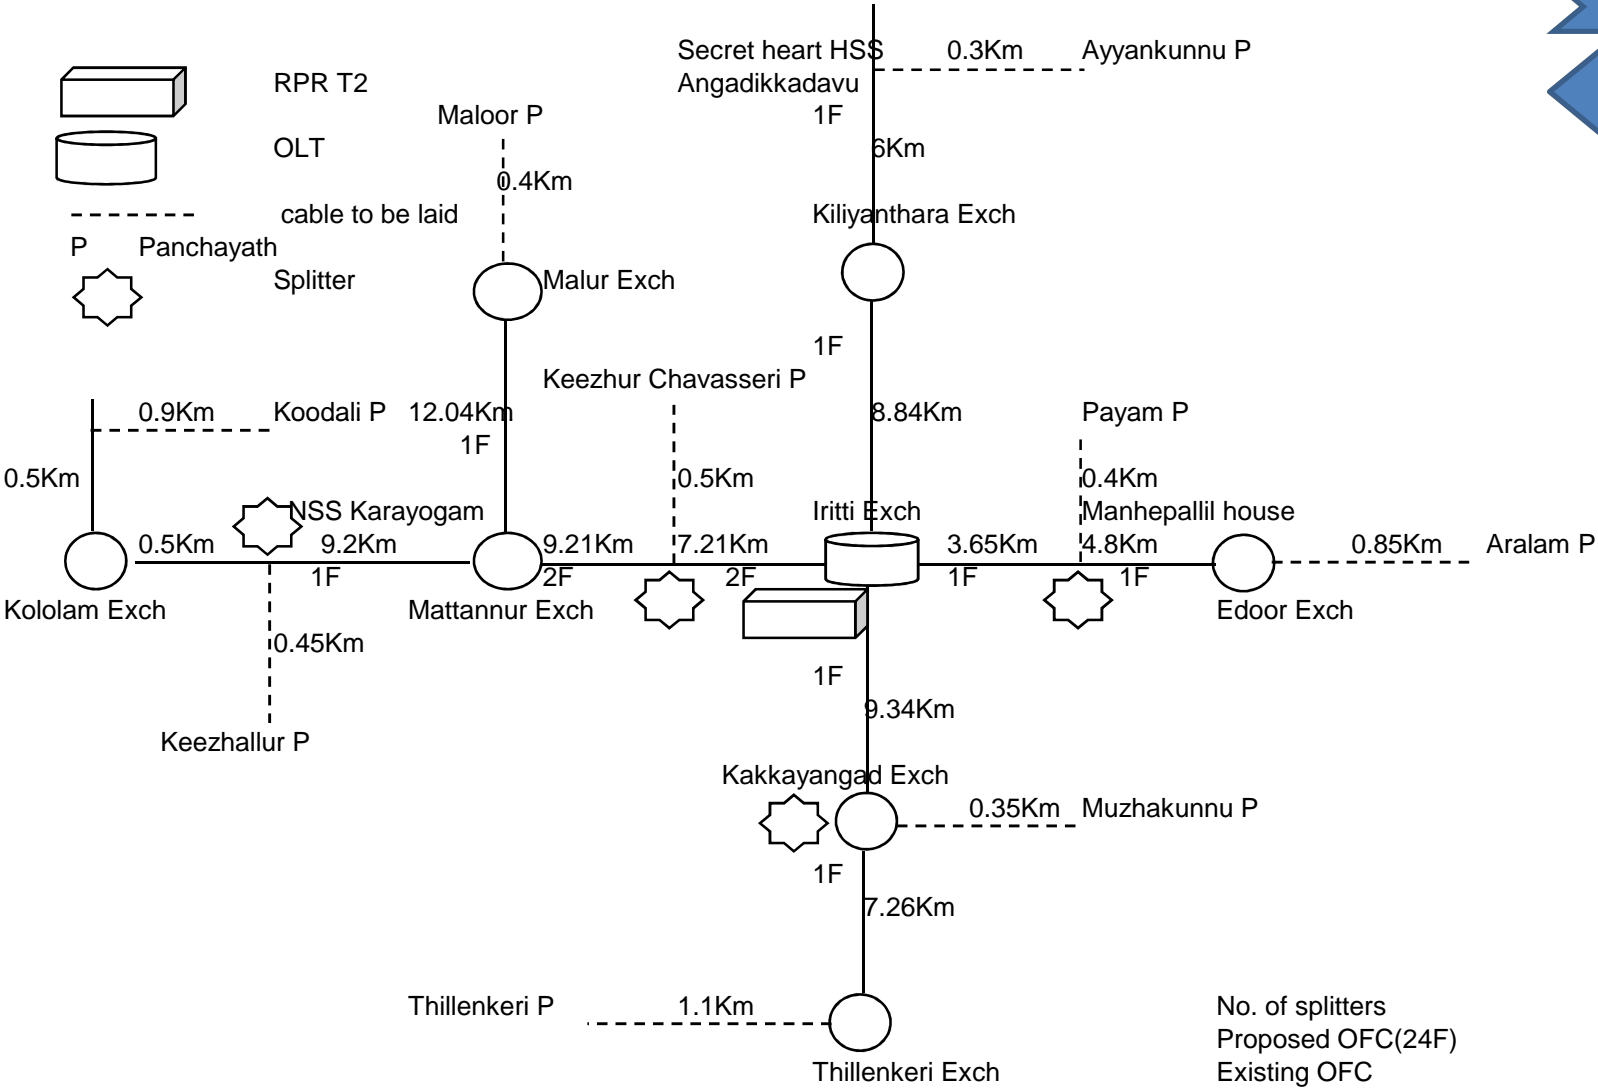 Secret heart HSS 0.3Km Ayyankunnu P
RPR T2 Angadikkadavu
Maloor P 1F
OLT 6Km
0.4Km
cable to be laid Kiliyanthara Exch
P Panchayath
Splitter Malur Exch
1F
Keezhur Chavasseri P
0.9Km Koodali P 12.04Km 8.84Km Payam P
1F
0.5Km 0.5Km 0.4Km
NSS Karayogam Iritti Exch Manhepallil house
0.5Km 9.2Km 9.21Km 7.21Km 3.65Km 4.8Km 0.85Km Aralam P
1F 2F 2F 1F 1F
Kololam Exch Mattannur Exch Edoor Exch
0.45Km
1F
9.34Km
Keezhallur P
Kakkayangad Exch
0.35Km Muzhakunnu P
1F
7.26Km
Thillenkeri P 1.1Km No. of splitters
Proposed OFC(24F)
Thillenkeri Exch Existing OFC